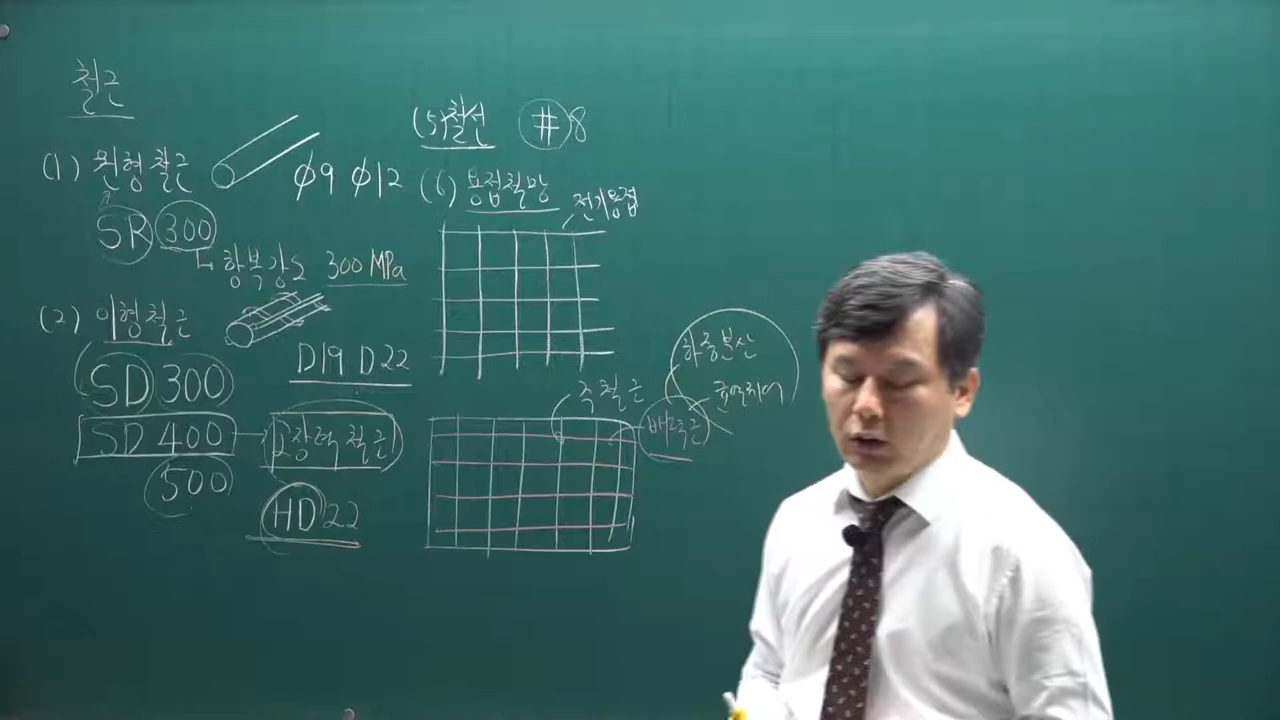 철근
(1) 원형철근 ϕ9 ϕ12
SR 300
항복강도 300 MPa
(2) 이형철근
D19 D22
SD 300
SD 400 고장력 철근
500
HD 22
(5) 철선 # 8
(6) 용접철망
전기용접
주철근
배력근
하중분산
균열제어